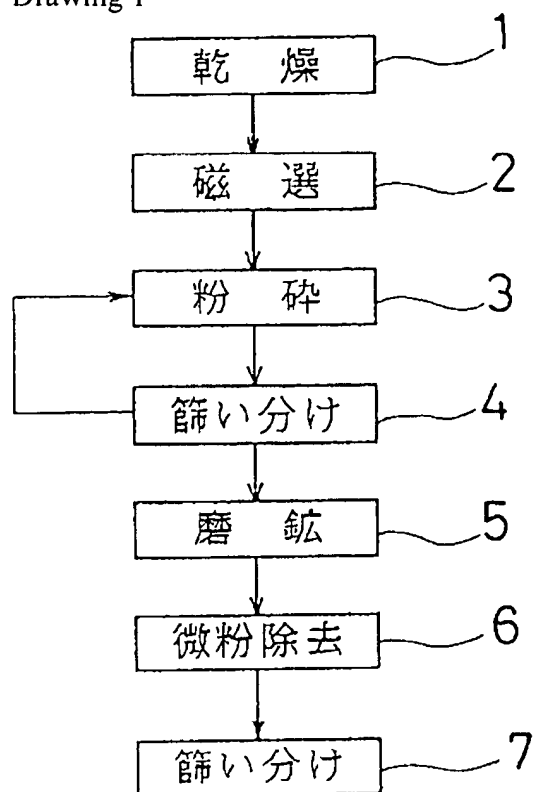 Drawing 1
乾 燥 1
磁 選 2
粉 砕 3
篩い分け 4
磨 鉱 5
微粉除去 6
篩い分け 7